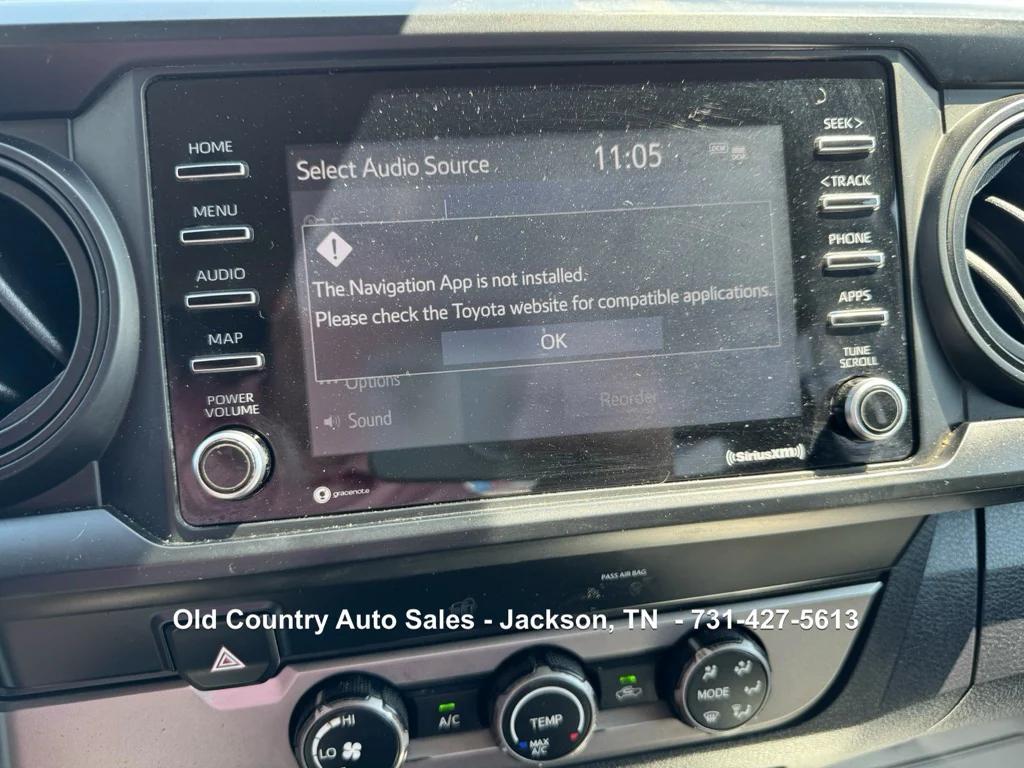 HOME
MENU
AUDIO
MAP
POWER
VOLUME
Select Audio Source
11:05
The Navigation App is not installed.
Please check the Toyota website for compatible applications.
OK
Options
Reorder
Sound
gracenote
((SiriusXM))
SEEK>
<TRACK
PHONE
APPS
TUNE
SCROLL
PASS AIR BAG
Old Country Auto Sales - Jackson, TN - 731-427-5613
HI
LO
A/C
TEMP
MAX
A/C
MODE